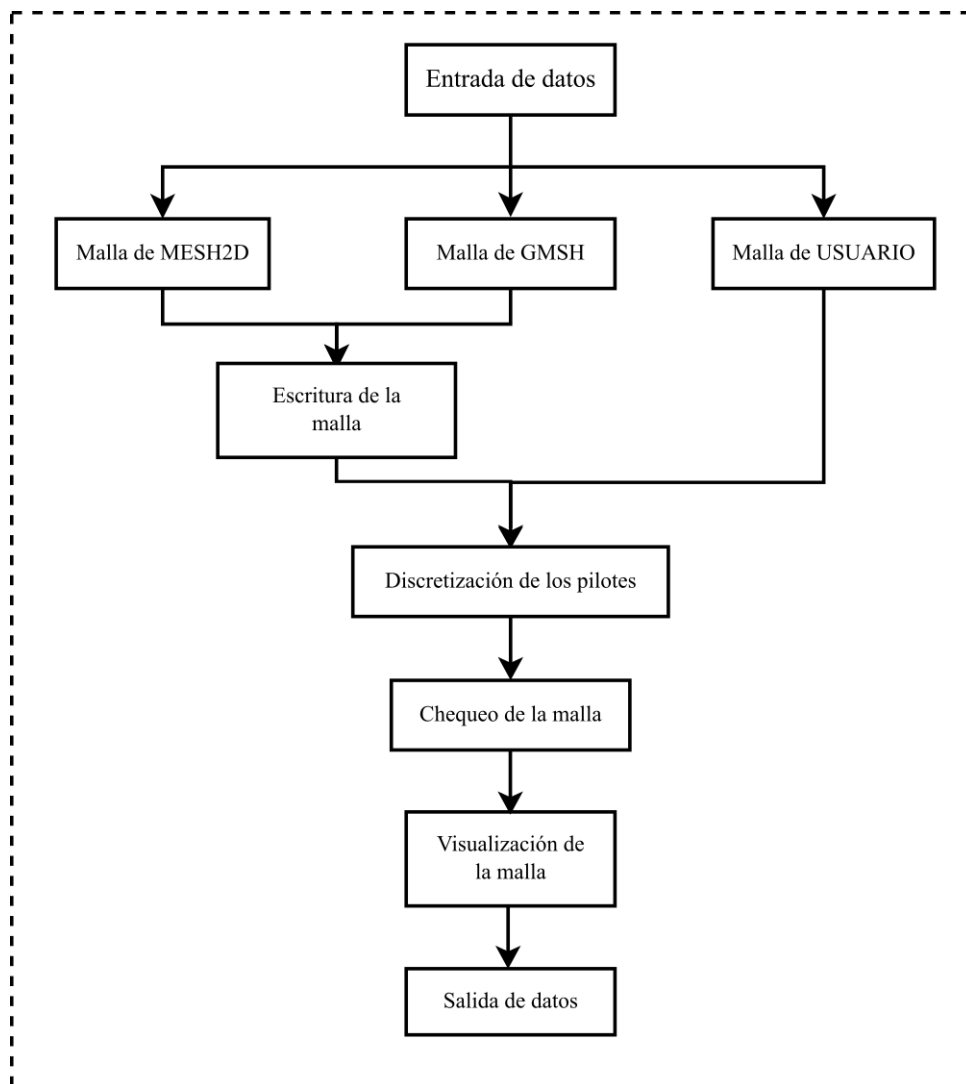 Entrada de datos
Malla de MESH2D
Malla de GMSH
Malla de USUARIO
Escritura de la
malla
Discretización de los pilotes
Chequeo de la malla
Visualización de
la malla
Salida de datos